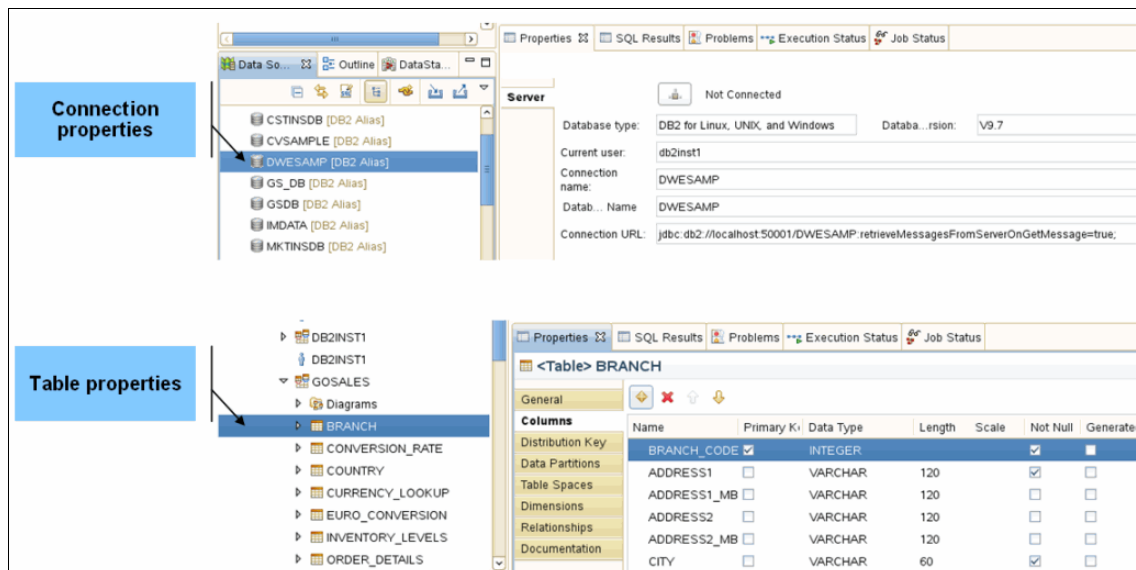 Connection
properties
Properties SQL Results Problems Execution Status Job Status
Data So... Outline DataSta...
CSTINSDB [DB2 Alias]
CVSAMPLE [DB2 Alias]
DWESAMP [DB2 Alias]
GS_DB [DB2 Alias]
GSDB [DB2 Alias]
IMDATA [DB2 Alias]
MKTINSDB [DB2 Alias]
Server
Not Connected
Database type: DB2 for Linux, UNIX, and Windows Databa...rsion: V9.7
Current user: db2inst1
Connection
name: DWESAMP
Datab... Name DWESAMP
Connection URL: jdbc:db2://localhost:50001/DWESAMP:retrieveMessagesFromServerOnGetMessage=true;
Table properties
DB2INST1
DB2INST1
GOSALES
Diagrams
BRANCH
CONVERSION_RATE
COUNTRY
CURRENCY_LOOKUP
EURO_CONVERSION
INVENTORY_LEVELS
ORDER_DETAILS
Properties SQL Results Problems Execution Status Job Status
<Table> BRANCH
General
Columns
Distribution Key
Data Partitions
Table Spaces
Dimensions
Relationships
Documentation
Name Primary K Data Type Length Scale Not Null Generate
BRANCH_CODE INTEGER
ADDRESS1 VARCHAR 120
ADDRESS1_MB VARCHAR 120
ADDRESS2 VARCHAR 120
ADDRESS2_MB VARCHAR 120
CITY VARCHAR 60